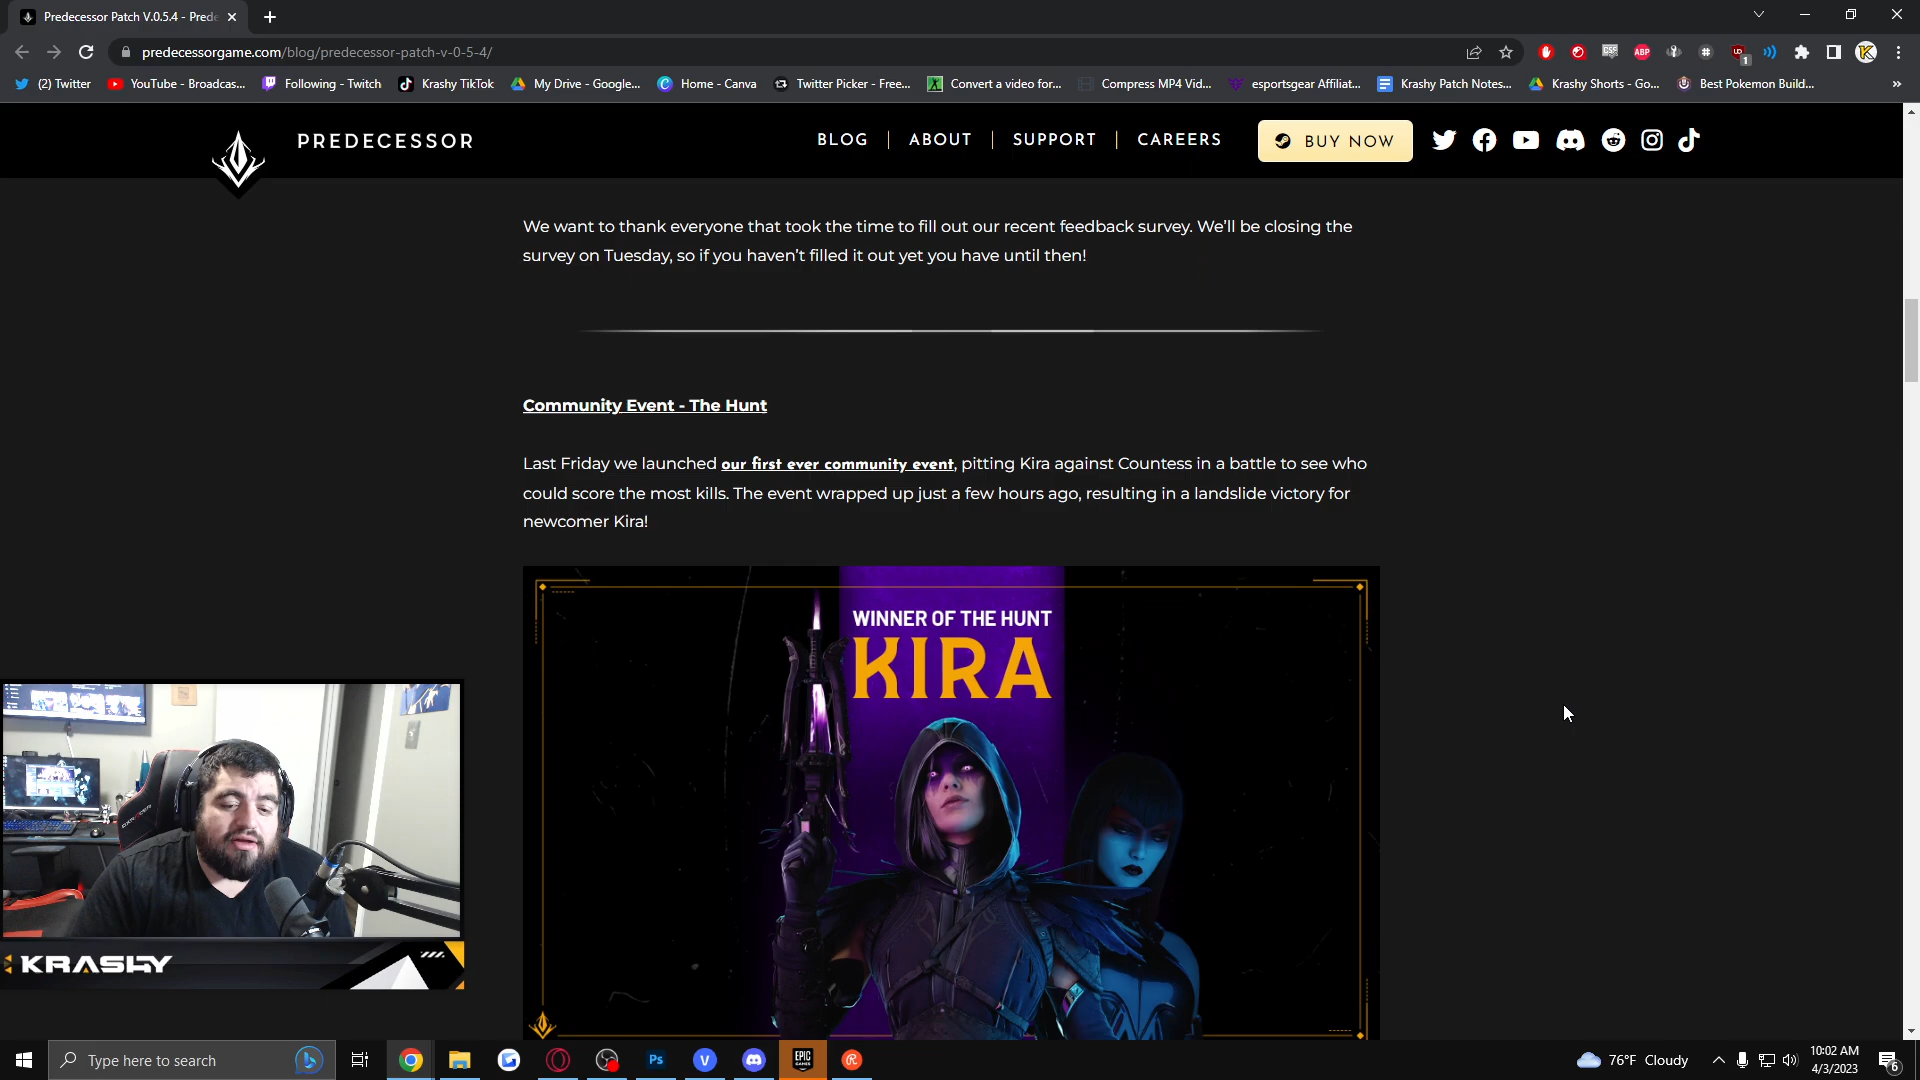 Predecessor Patch V.0.5.4 - Prede
predecessorgame.com/blog/predecessor-patch-v-0-5-4/
ABP
1
(2) Twitter
YouTube - Broadcas...
Following - Twitch
Krashy TikTok
My Drive - Google...
Home - Canva
Twitter Picker - Free...
Convert a video for...
Compress MP4 Vid...
esportsgear Affiliat...
Krashy Patch Notes...
Krashy Shorts - Go...
Best Pokemon Build...
»
PREDECESSOR
BLOG
ABOUT
SUPPORT
CAREERS
BUY NOW
We want to thank everyone that took the time to fill out our recent feedback survey. We'll be closing the
survey on Tuesday, so if you haven't filled it out yet you have until then!
Community Event - The Hunt
Last Friday we launched our first ever community event, pitting Kira against Countess in a battle to see who
could score the most kills. The event wrapped up just a few hours ago, resulting in a landslide victory for
newcomer Kira!
WINNER OF THE HUNT
KIRA
KRASHY
Type here to search
Ps
V
EPIC
GAMES
76°F Cloudy
10:02 AM
4/3/2023
6